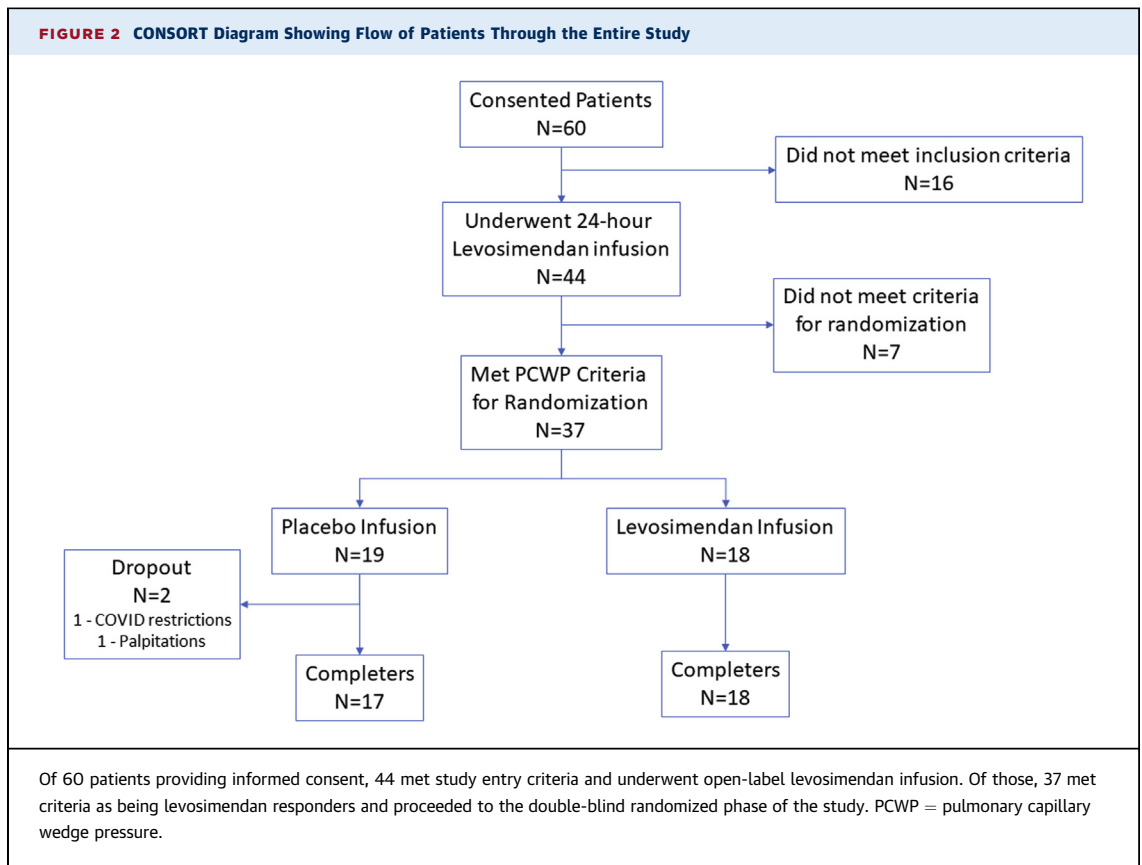 FIGURE 2 CONSORT Diagram Showing Flow of Patients Through the Entire Study
Consented Patients
N=60
Did not meet inclusion criteria
N=16
Underwent 24-hour
Levosimendan infusion
N=44
Did not meet criteria
for randomization
N=7
Met PCWP Criteria
for Randomization
N=37
Placebo Infusion
N=19
Levosimendan Infusion
N=18
Dropout
N=2
1 - COVID restrictions
1 - Palpitations
Completers
N=17
Completers
N=18
Of 60 patients providing informed consent, 44 met study entry criteria and underwent open-label levosimendan infusion. Of those, 37 met
criteria as being levosimendan responders and proceeded to the double-blind randomized phase of the study. PCWP = pulmonary capillary
wedge pressure.